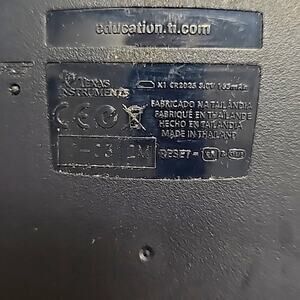 education.ti.com
TEXAS INSTRUMENTS
X1 CR2025 3.0V 165mAh
FABRICADO NA TAILÂNDIA
FABRIQUÉ EN THAÏLANDE
HECHO EN TAILANDIA
MADE IN THAILAND
CE
RESET =